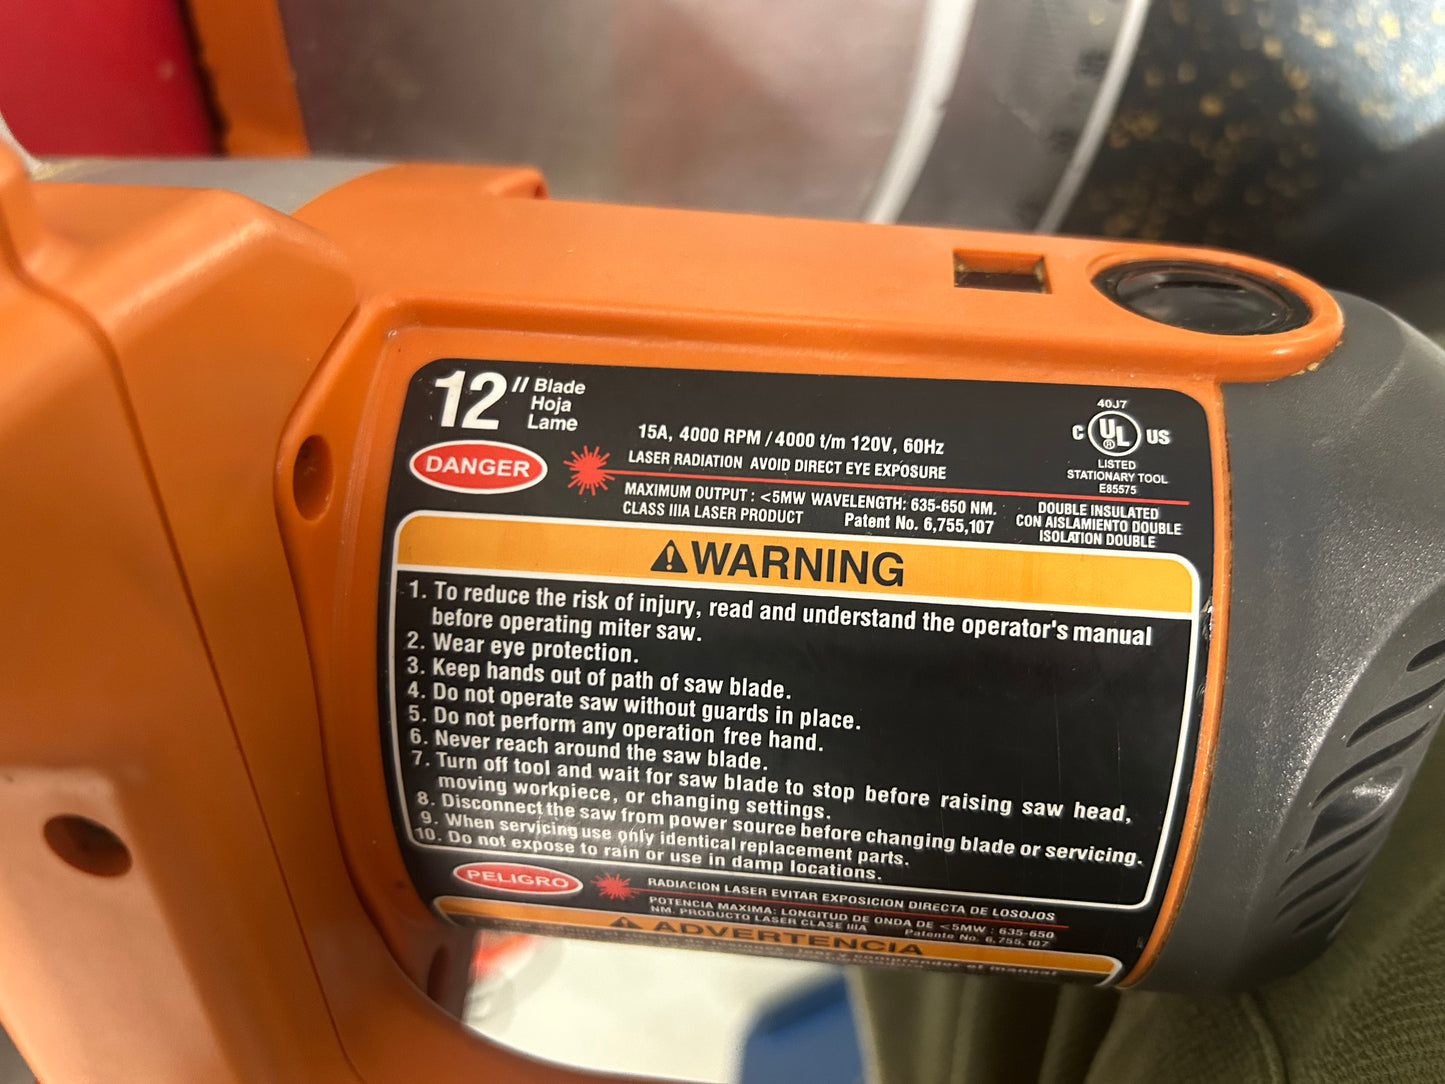 12" Blade
Hoja
Lame
15A, 4000 RPM / 4000 t/m 120V, 60Hz
40J7
C UL ® US
LISTED
STATIONARY TOOL
E85575
DANGER
LASER RADIATION AVOID DIRECT EYE EXPOSURE
MAXIMUM OUTPUT : <5MW WAVELENGTH: 635-650 NM.
CLASS IIIA LASER PRODUCT Patent No. 6,755,107
DOUBLE INSULATED
CON AISLAMIENTO DOUBLE
ISOLATION DOUBLE
⚠WARNING
1. To reduce the risk of injury, read and understand the operator's manual
before operating miter saw.
2. Wear eye protection.
3. Keep hands out of path of saw blade.
4. Do not operate saw without guards in place.
5. Do not perform any operation free hand.
6. Never reach around the saw blade.
7. Turn off tool and wait for saw blade to stop before raising saw head,
moving workpiece, or changing settings.
8. Disconnect the saw from power source before changing blade or servicing.
9. When servicing use only identical replacement parts.
10. Do not expose to rain or use in damp locations.
PELIGRO
RADIACION LASER EVITAR EXPOSICION DIRECTA DE LOSOJOS
POTENCIA MAXIMA: LONGITUD DE ONDA DE <5MW : 635-650
NM. PRODUCTO LASER CLASE IIIA Patente No. 6,755,107
⚠ADVERTENCIA
leer y comprender el manual